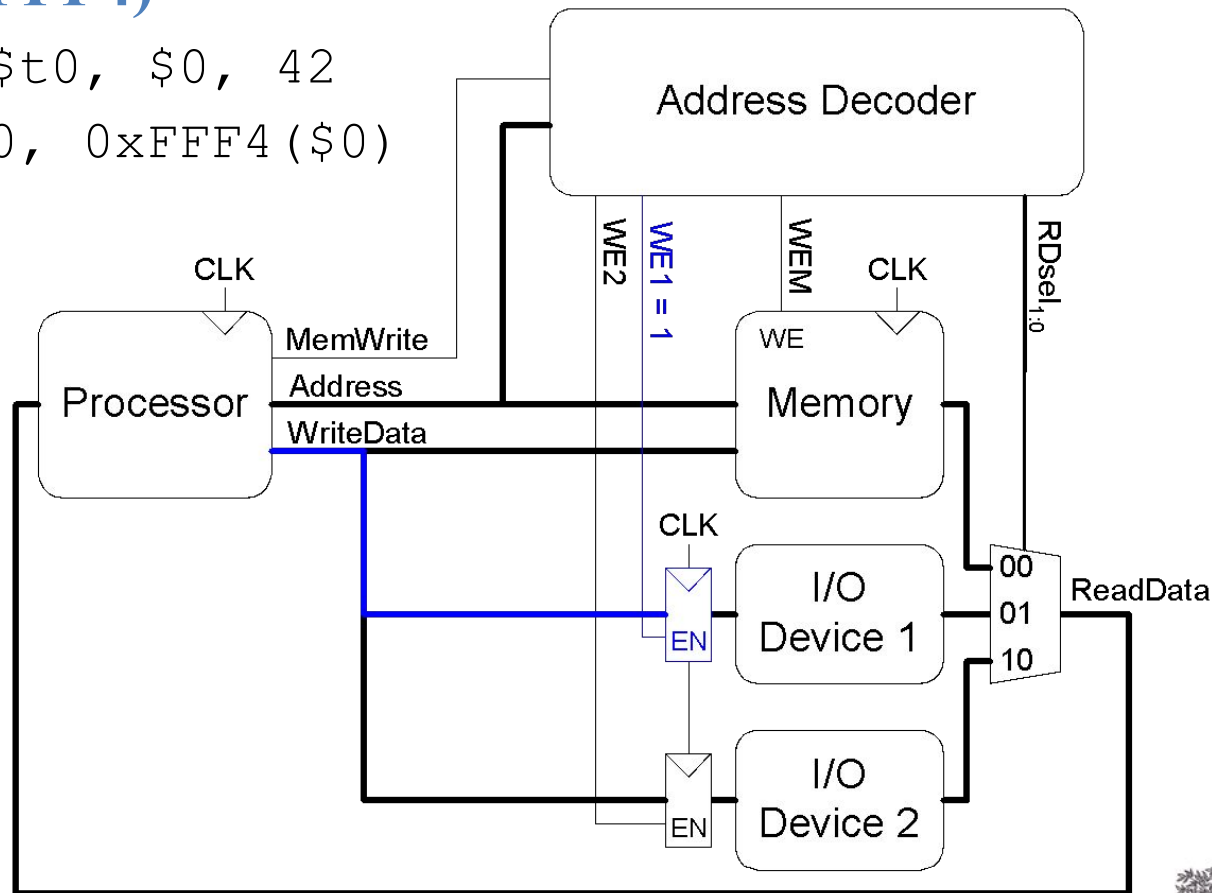 $t0, $0, 42
0xFFF4($0)
Address Decoder
WE2
WE1 = 1
WEM
RDsel1:0
CLK
CLK
Processor
MemWrite
Address
WriteData
WE
Memory
CLK
EN
I/O
Device 1
00
01
10
ReadData
EN
I/O
Device 2